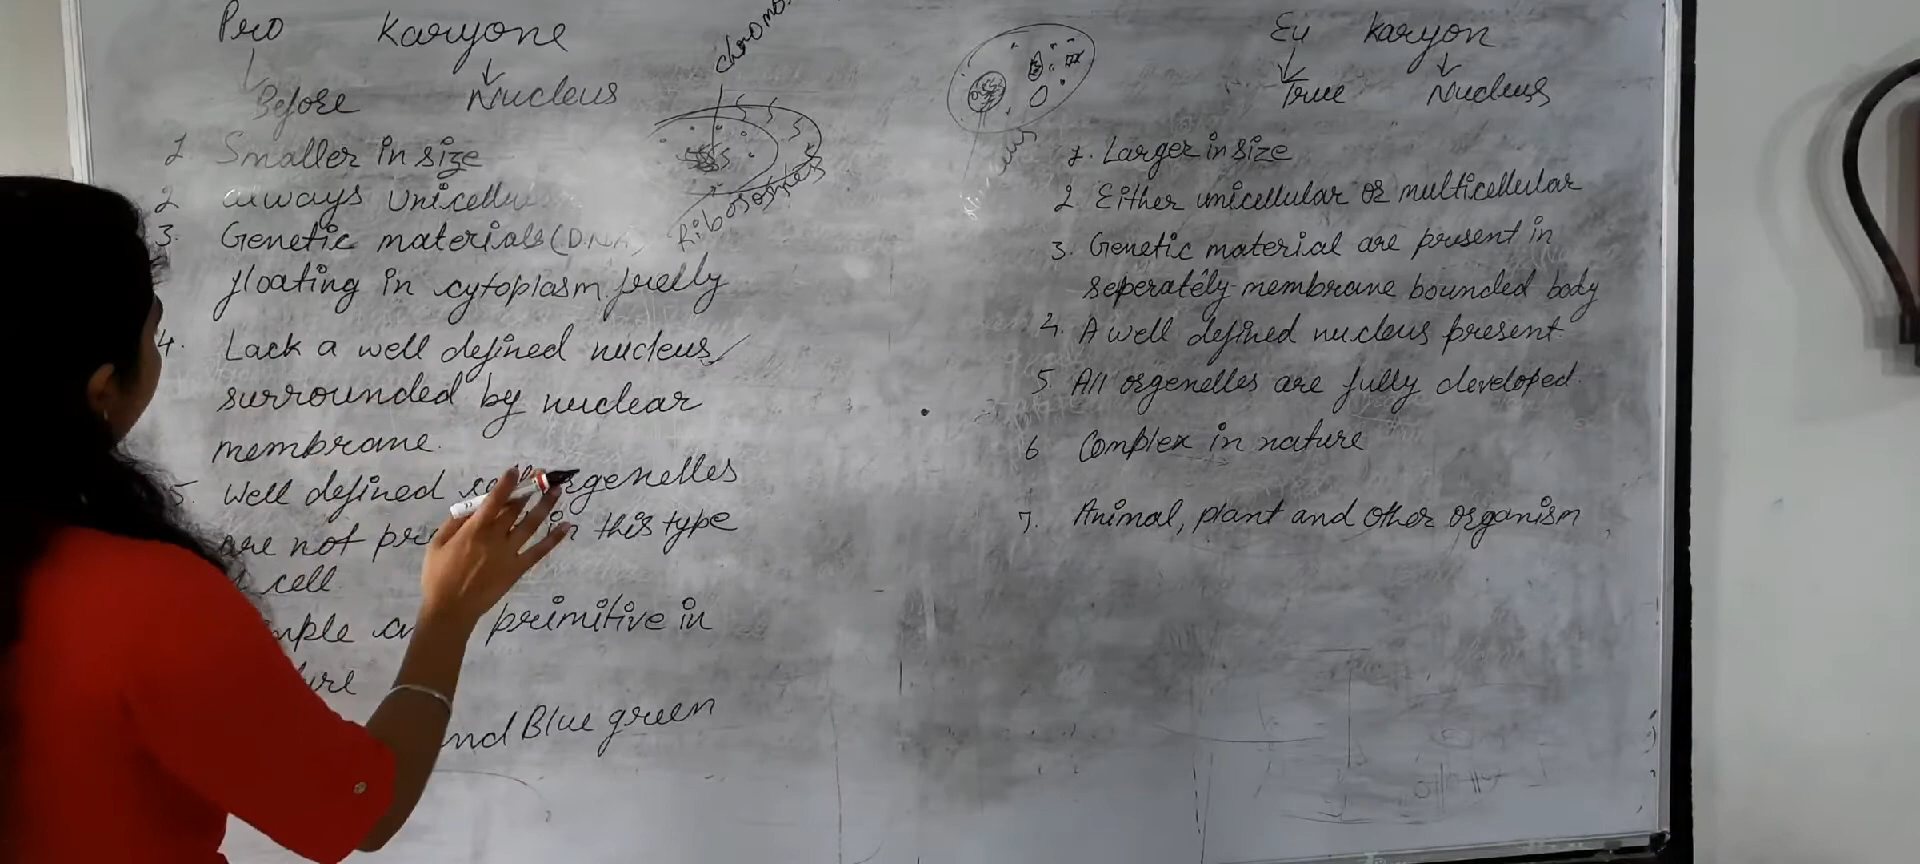 Pro Karyone
Before Nucleus
1 Smaller in size
2 always
3. Genetic materials (DNA)
floating in cytoplasm frelly
4. Lack a well defined nucleus
surrounded by nuclear
membrane.
5. Well defined
are not in this type
cell
primitive in
and Blue green
Ribosomes
Eu Karyon
True Nucleus
1. Larger in size
2 Either unicellular or multicellular
3. Genetic material are present in
seperately membrane bounded body
4. A well defined nucleus present
5. All orgenelles are fully developed.
6 Complex in nature
7. Animal, plant and other organism